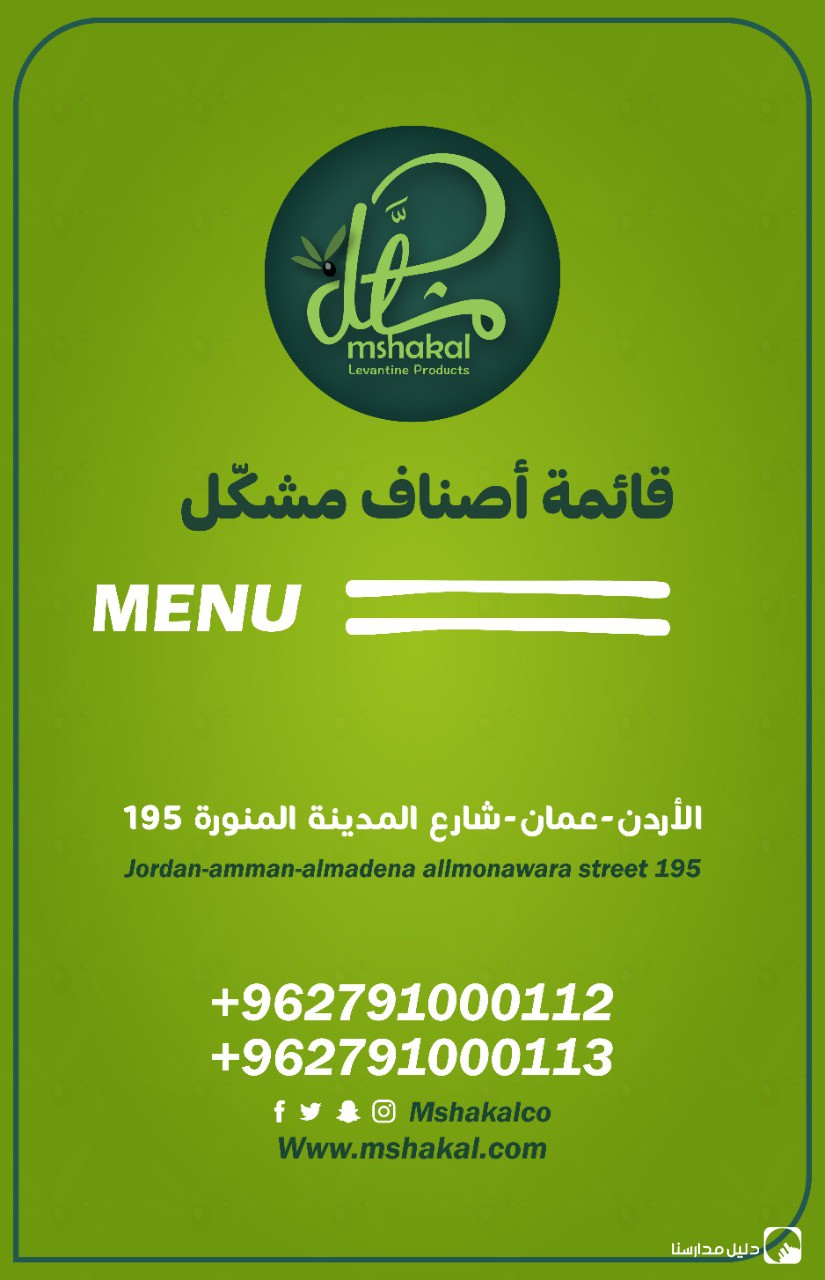 مشكّل
mshakal
Levantine Products
قائمة أصناف مشكّل
MENU
الأردن-عمان-شارع المدينة المنورة 195
Jordan-amman-almadena allmonawara street 195
+962791000112
+962791000113
Mshakalco
Www.mshakal.com
دليل مدارسنا